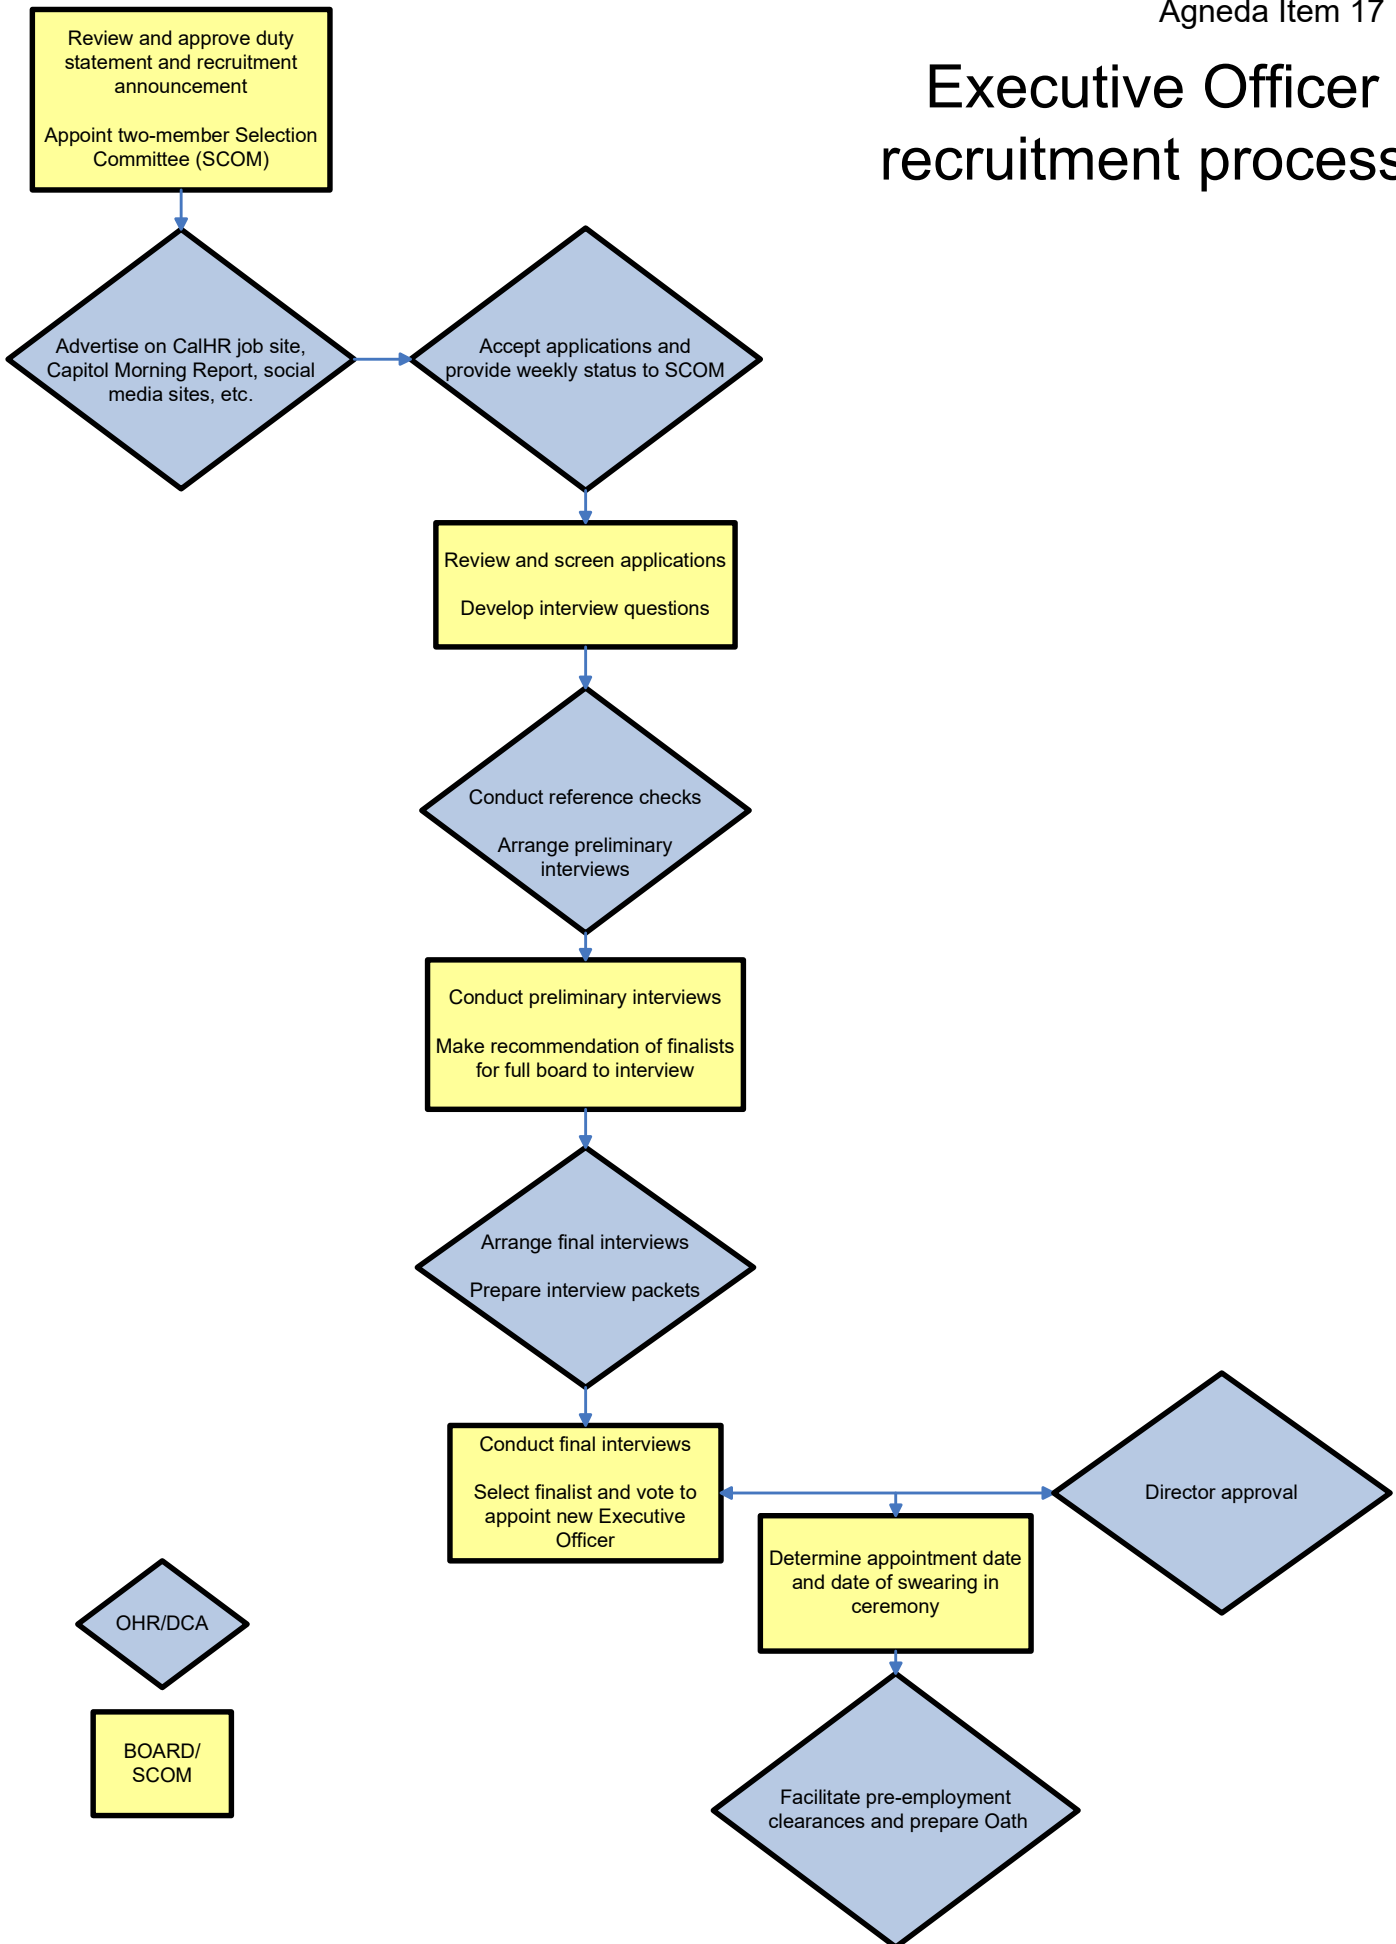 Agneda Item 17
Executive Officer
recruitment process
Review and approve duty
statement and recruitment
announcement
Appoint two-member Selection
Committee (SCOM)
Advertise on CalHR job site,
Capitol Morning Report, social
media sites, etc.
Accept applications and
provide weekly status to SCOM
Review and screen applications
Develop interview questions
Conduct reference checks
Arrange preliminary
interviews
Conduct preliminary interviews
Make recommendation of finalists
for full board to interview
Arrange final interviews
Prepare interview packets
Conduct final interviews
Select finalist and vote to
appoint new Executive
Officer
Director approval
Determine appointment date
and date of swearing in
ceremony
Facilitate pre-employment
clearances and prepare Oath
OHR/DCA
BOARD/
SCOM